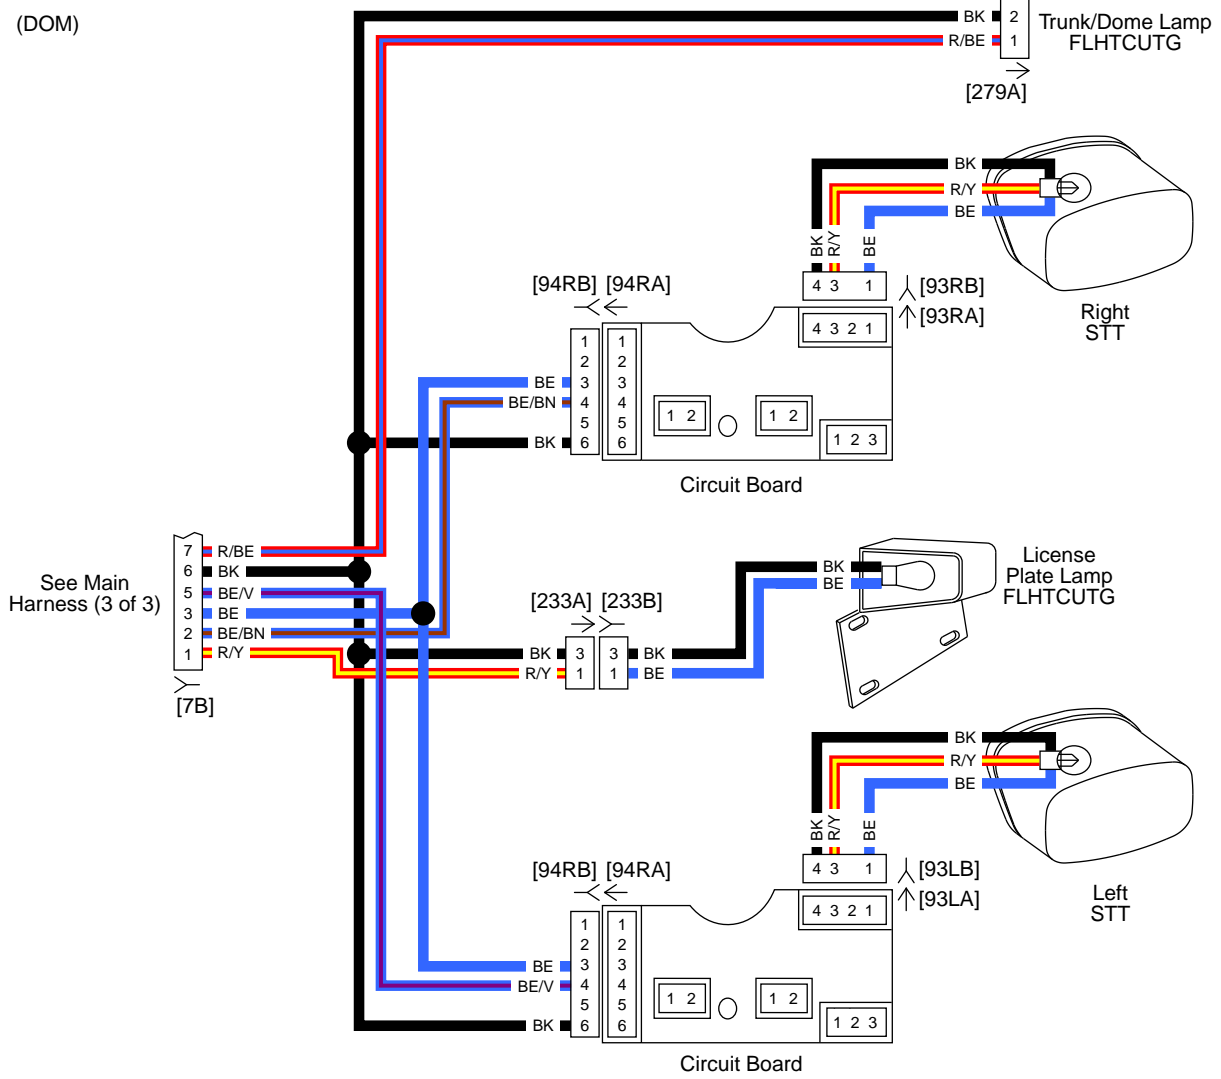 (DOM)
BK 2
R/BE 1
Trunk/Dome Lamp
FLHTCUTG
[279A]
BK
R/Y
BE
BK
R/Y
BE
4 3 1
[93RB]
[93RA]
4 3 2 1
Right
STT
[94RB] [94RA]
1 1
2 2
BE 3 3
BE/BN 4 4
5 5
BK 6 6
1 2
1 2
1 2 3
Circuit Board
See Main
Harness (3 of 3)
7 R/BE
6 BK
5 BE/V
3 BE
2 BE/BN
1 R/Y
[7B]
[233A] [233B]
BK 3 3 BK
R/Y 1 1 BE
BK
BE
License
Plate Lamp
FLHTCUTG
BK
R/Y
BE
BK
R/Y
BE
4 3 1
[93LB]
[93LA]
4 3 2 1
Left
STT
[94RB] [94RA]
1 1
2 2
BE 3 3
BE/V 4 4
5 5
BK 6 6
1 2
1 2
1 2 3
Circuit Board